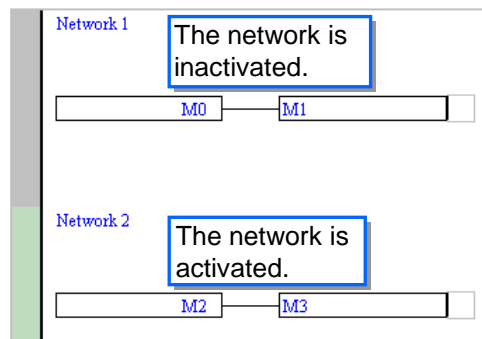 Network 1
The network is
inactivated.
M0 M1
Network 2
The network is
activated.
M2 M3